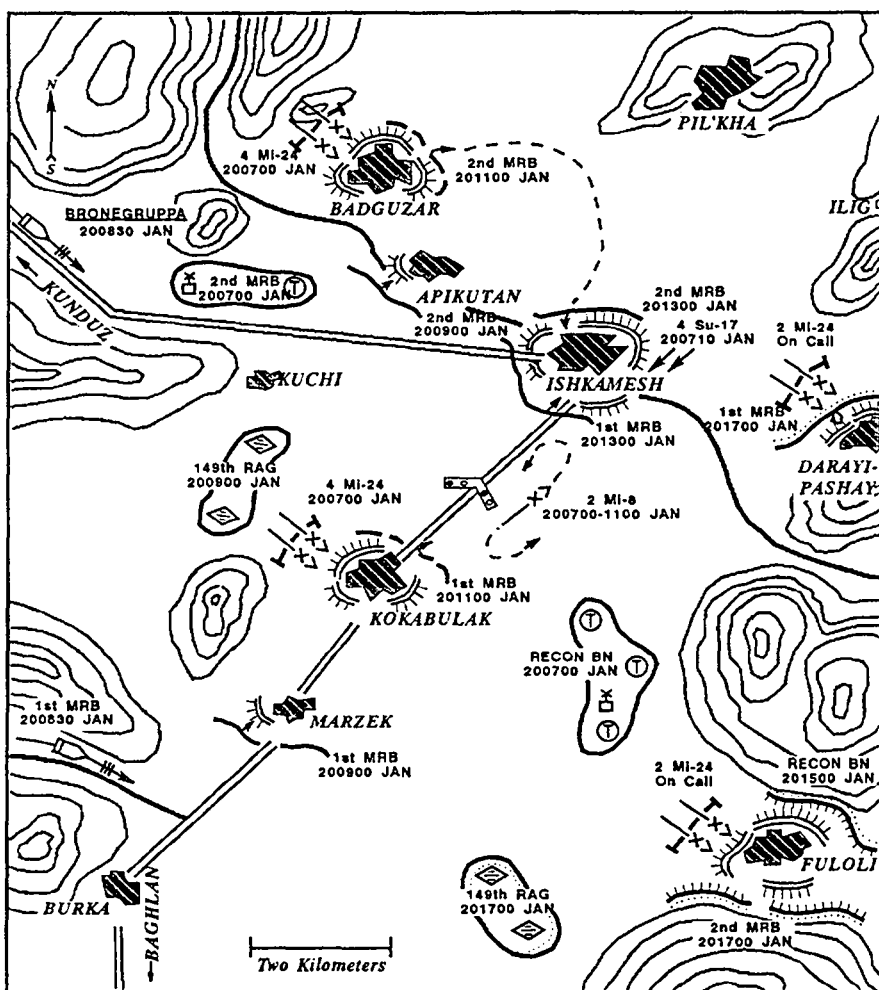 N
S
PIL'KHA
4 Mi-24
200700 JAN
2nd MRB
201100 JAN
BADGUZAR
BRONEGRUPPA
200830 JAN
ILIG
KUNDUZ
2nd MRB
200700 JAN
T
APIKUTAN
2nd MRB
200900 JAN
2nd MRB
201300 JAN
4 Su-17
200710 JAN
2 Mi-24
On Call
ISHKAMESH
KUCHI
1st MRB
201300 JAN
1st MRB
201700 JAN
DARAYI-
PASHAY
149th RAG
200900 JAN
4 Mi-24
200700 JAN
2 Mi-8
200700-1100 JAN
1st MRB
201100 JAN
KOKABULAK
T
RECON BN
200700 JAN
T
T
1st MRB
200830 JAN
MARZEK
1st MRB
200900 JAN
RECON BN
201500 JAN
2 Mi-24
On Call
FULOLI
BURKA
BAGHLAN
149th RAG
201700 JAN
2nd MRB
201700 JAN
Two Kilometers